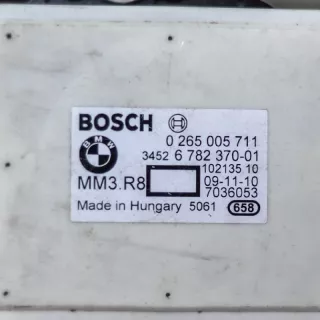 BOSCH 0 265 005 711
BMW 3452 6 782 370-01
102135 10
MM3.R8 09-11-10
7036053
Made in Hungary 5061 658